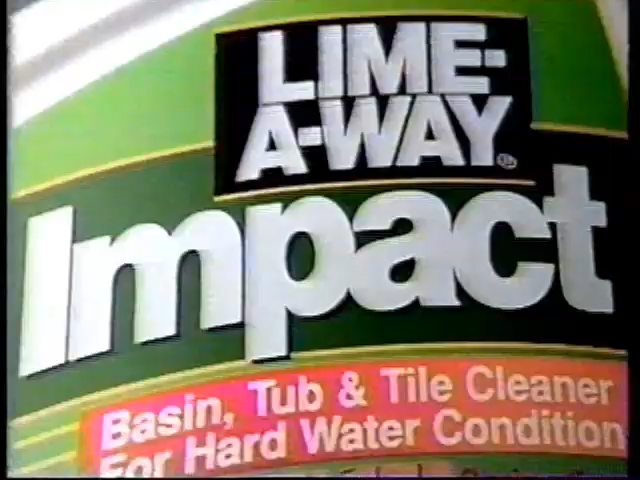 LIME-
A-WAY®
Impact
Basin, Tub & Tile Cleaner
For Hard Water Condition